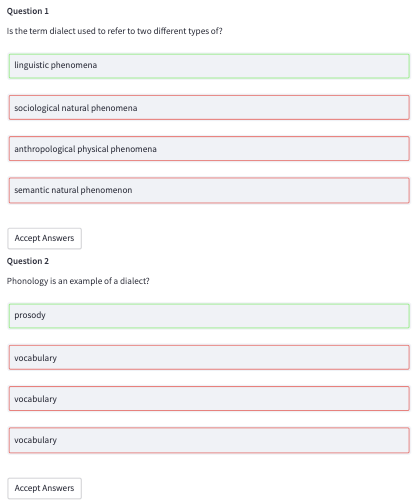 Question 1
Is the term dialect used to refer to two different types of?
linguistic phenomena
sociological natural phenomena
anthropological physical phenomena
semantic natural phenomenon
Accept Answers
Question 2
Phonology is an example of a dialect?
prosody
vocabulary
vocabulary
vocabulary
Accept Answers